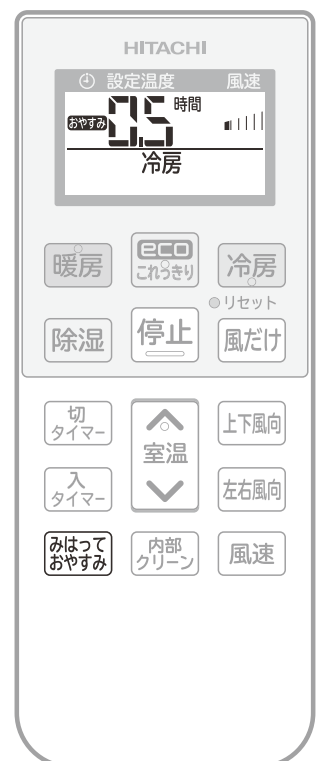 HITACHI
設定温度 風速
おやすみ 0.5 時間
冷房
暖房 eco これっきり 冷房
リセット
除湿 停止 風だけ
切タイマー 室温 上下風向
入タイマー 左右風向
みはっておやすみ 内部クリーン 風速